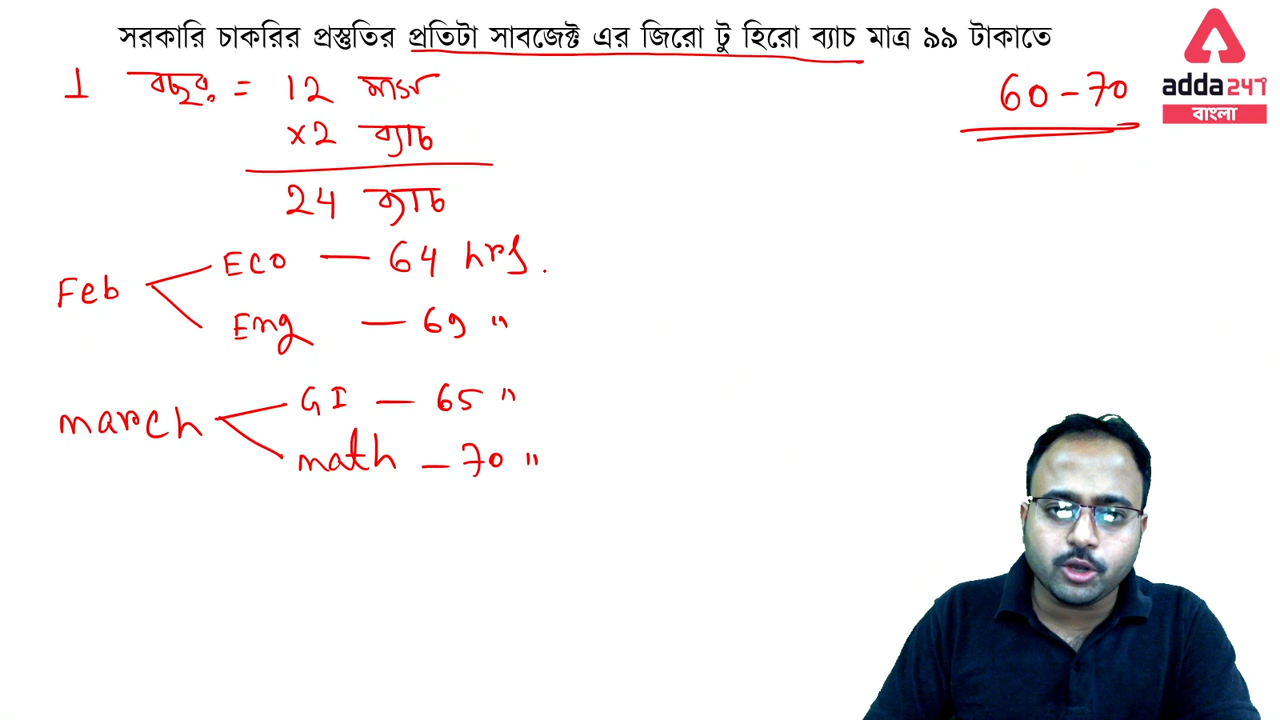 সরকারি চাকরির প্রস্তুতির প্রতিটা সাবজেক্ট এর জিরো টু হিরো ব্যাচ মাত্র ৯৯ টাকাতে
1 বছর = 12 মাস
×2 ব্যাচ
24 ব্যাচ
60-70
adda247
বাংলা
Feb
Eco — 64 hrs.
Eng — 69 "
march
GI — 65 "
math — 70 "